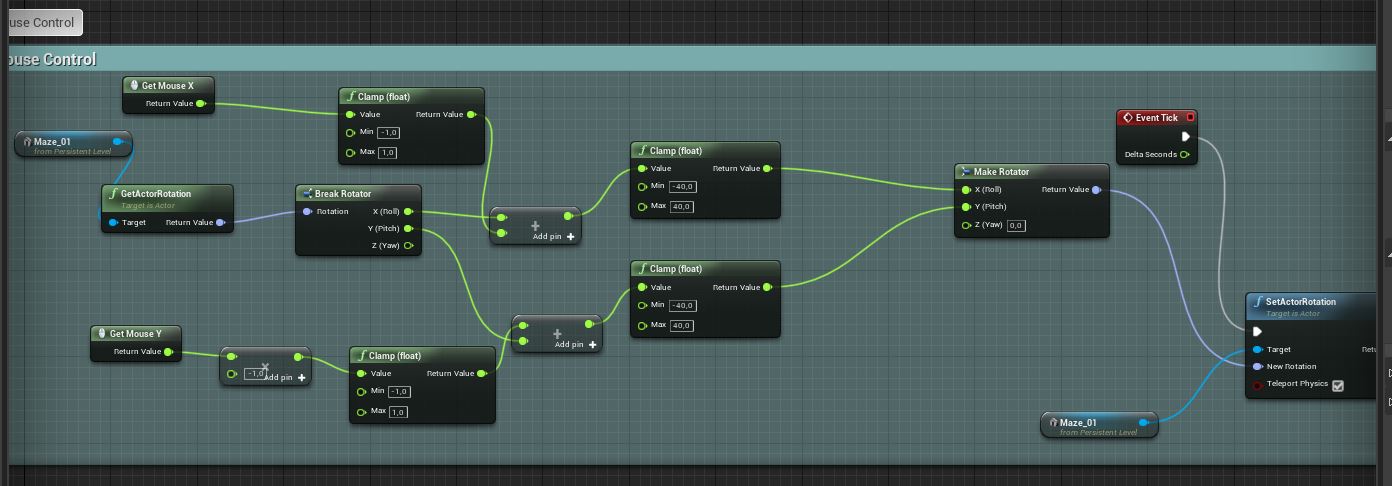 use Control
ouse Control
Get Mouse X
Return Value
Clamp (float)
Value Return Value
Min -1,0
Max 1,0
Maze_01
from Persistent Level
GetActorRotation
Target is Actor
Target Return Value
Break Rotator
Rotation X (Roll)
Y (Pitch)
Z (Yaw)
+
Add pin +
Clamp (float)
Value Return Value
Min -40,0
Max 40,0
Make Rotator
X (Roll) Return Value
Y (Pitch)
Z (Yaw) 0,0
Event Tick
Delta Seconds
Get Mouse Y
Return Value
×
-1,0 Add pin +
Clamp (float)
Value Return Value
Min -1,0
Max 1,0
+
Add pin +
Clamp (float)
Value Return Value
Min -40,0
Max 40,0
SetActorRotation
Target is Actor
Target Retu
New Rotation
Teleport Physics
Maze_01
from Persistent Level